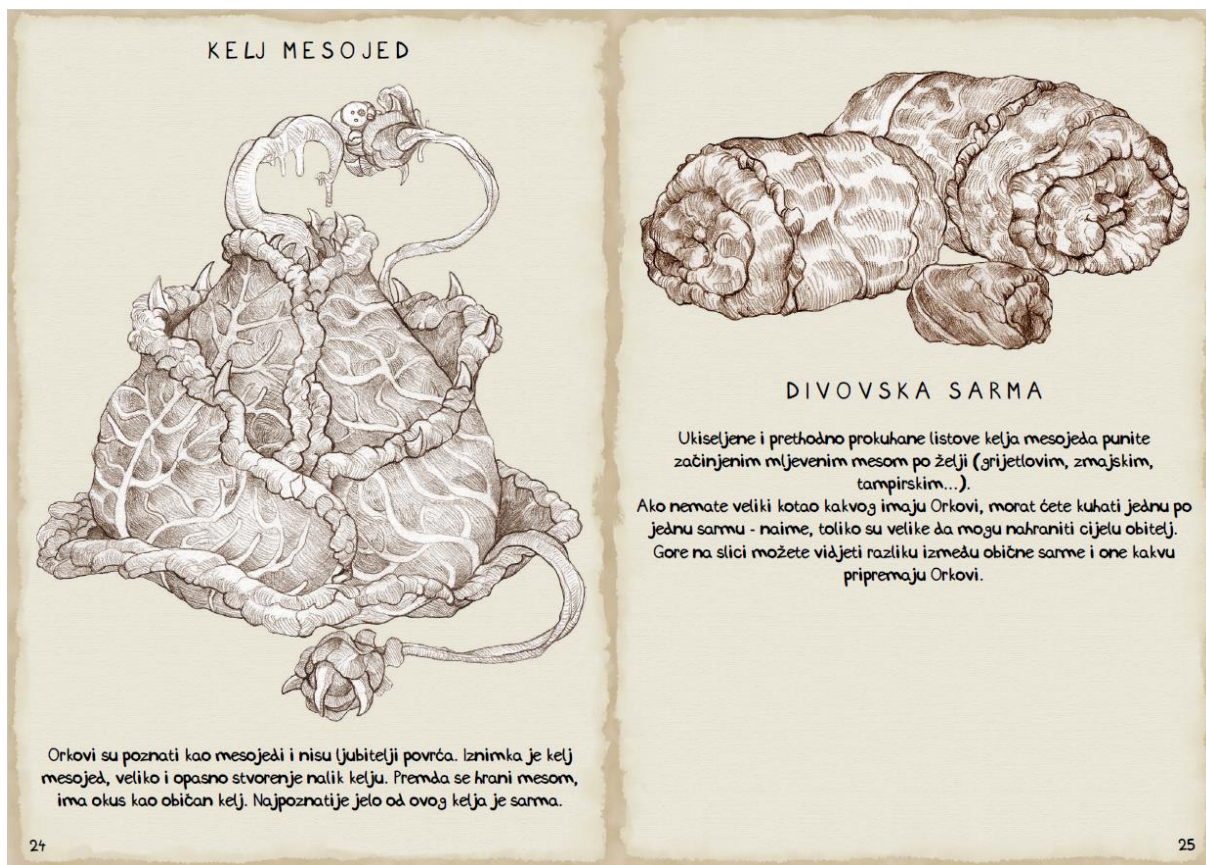 KELJ MESOJED
Orkovi su poznati kao mesojedi i nisu ljubitelji povrća. Iznimka je kelj
mesojed, veliko i opasno stvorenje nalik kelju. Premda se hrani mesom,
ima okus kao običan kelj. Najpoznatije jelo od ovog kelja je sarma.
24
DIVOVSKA SARMA
Ukiseljene i prethodno prokuhane listove kelja mesojeda punite
začinjenim mljevenim mesom po želji (grijetlovim, zmajskim,
tampirskim...).
Ako nemate veliki kotao kakvog imaju Orkovi, morat ćete kuhati jednu po
jednu sarmu - naime, toliko su velike da mogu nahraniti cijelu obitelj.
Gore na slici možete vidjeti razliku između obične sarme i one kakvu
pripremaju Orkovi.
25